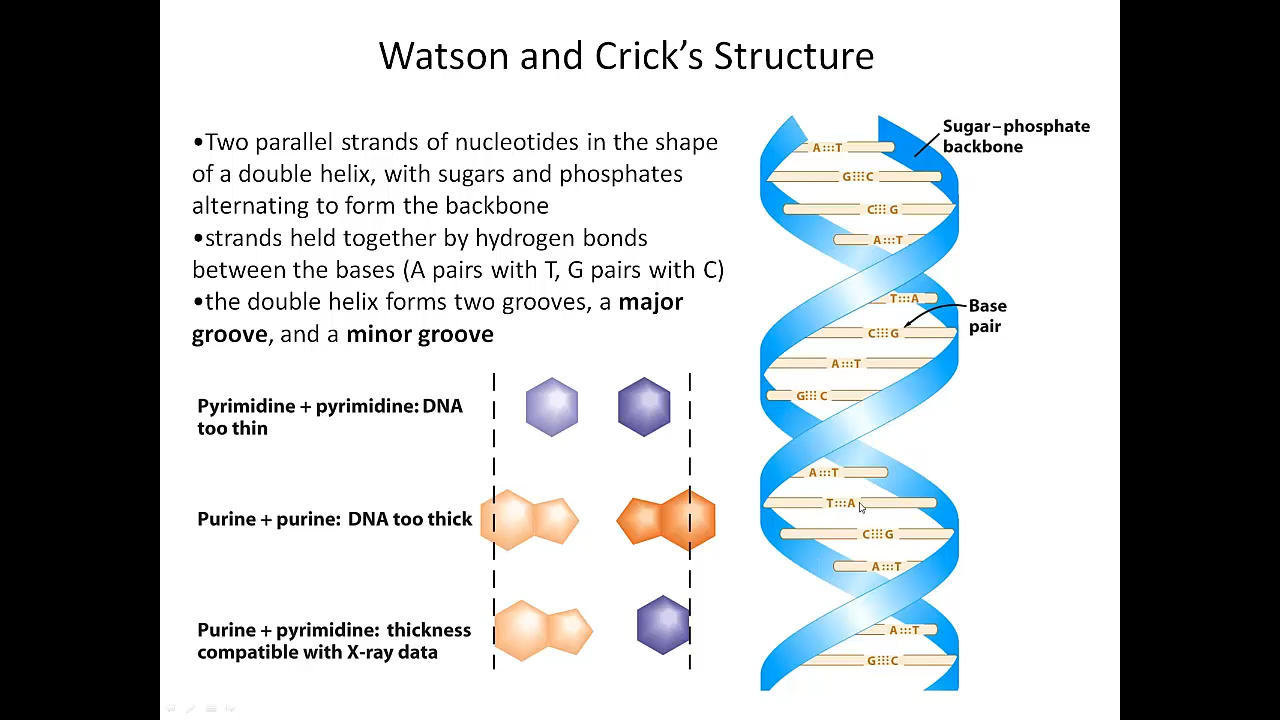 Watson and Crick's Structure
•Two parallel strands of nucleotides in the shape
of a double helix, with sugars and phosphates
alternating to form the backbone
•strands held together by hydrogen bonds
between the bases (A pairs with T, G pairs with C)
•the double helix forms two grooves, a major
groove, and a minor groove
Pyrimidine + pyrimidine: DNA
too thin
Purine + purine: DNA too thick
Purine + pyrimidine: thickness
compatible with X-ray data
Sugar–phosphate
backbone
A T
G C
C G
A T
T A
Base
pair
C G
A T
G C
A T
T A
C G
A T
A T
G C